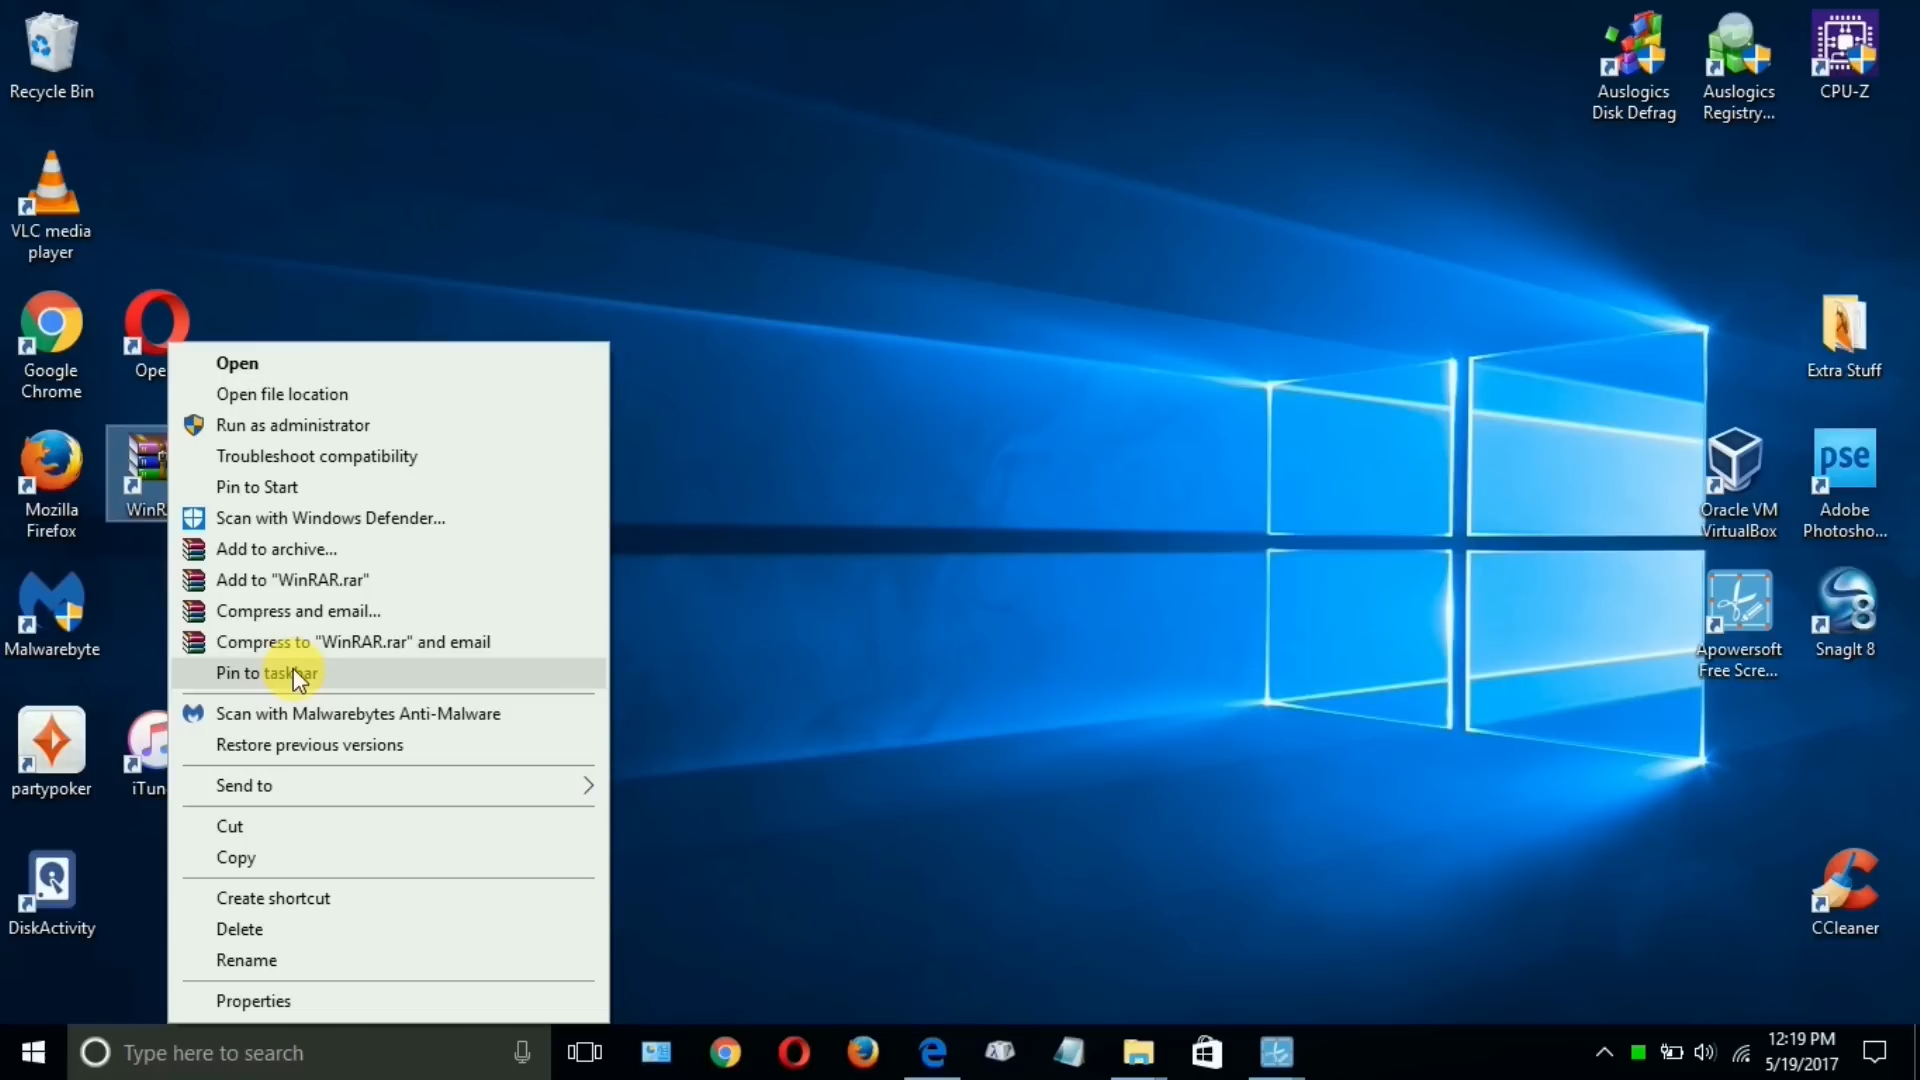 Recycle Bin
Auslogics
Disk Defrag
Auslogics
Registry...
CPU-Z
VLC media
player
Google
Chrome
Ope
Extra Stuff
Mozilla
Firefox
WinR
Oracle VM
VirtualBox
pse
Adobe
Photosho...
Malwarebyte
Apowersoft
Free Scre...
8
SnagIt 8
partypoker
iTun
DiskActivity
CCleaner
Open
Open file location
Run as administrator
Troubleshoot compatibility
Pin to Start
Scan with Windows Defender...
Add to archive...
Add to "WinRAR.rar"
Compress and email...
Compress to "WinRAR.rar" and email
Pin to taskbar
Scan with Malwarebytes Anti-Malware
Restore previous versions
Send to
Cut
Copy
Create shortcut
Delete
Rename
Properties
Type here to search
12:19 PM
5/19/2017